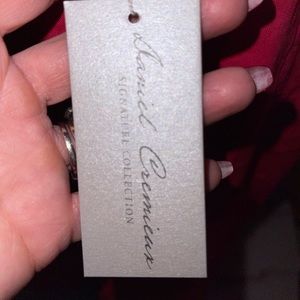 Daniel Cremieux
SIGNATURE COLLECTION